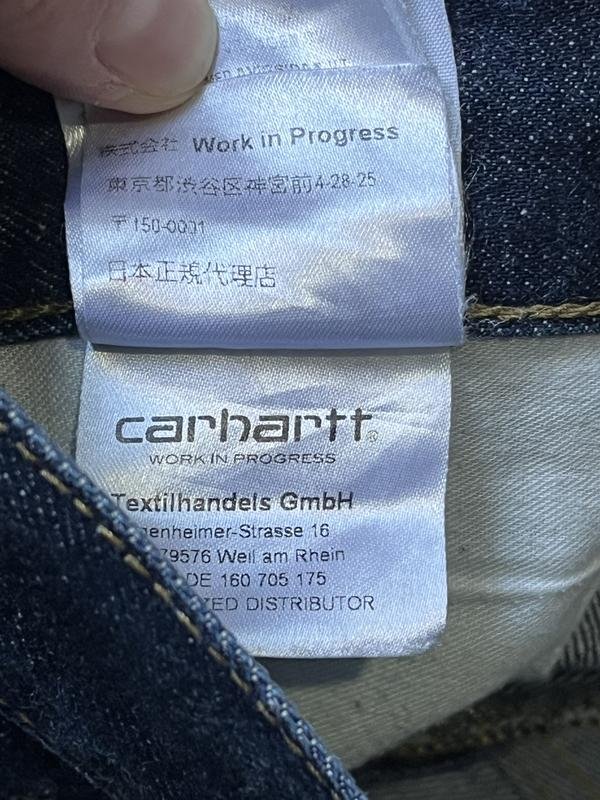 株式会社 Work in Progress
東京都渋谷区神宮前4-28-25
〒150-0001
日本正規代理店
carhartt®
WORK IN PROGRESS
Textilhandels GmbH
genheimer-Strasse 16
79576 Weil am Rhein
DE 160 705 175
ZED DISTRIBUTOR